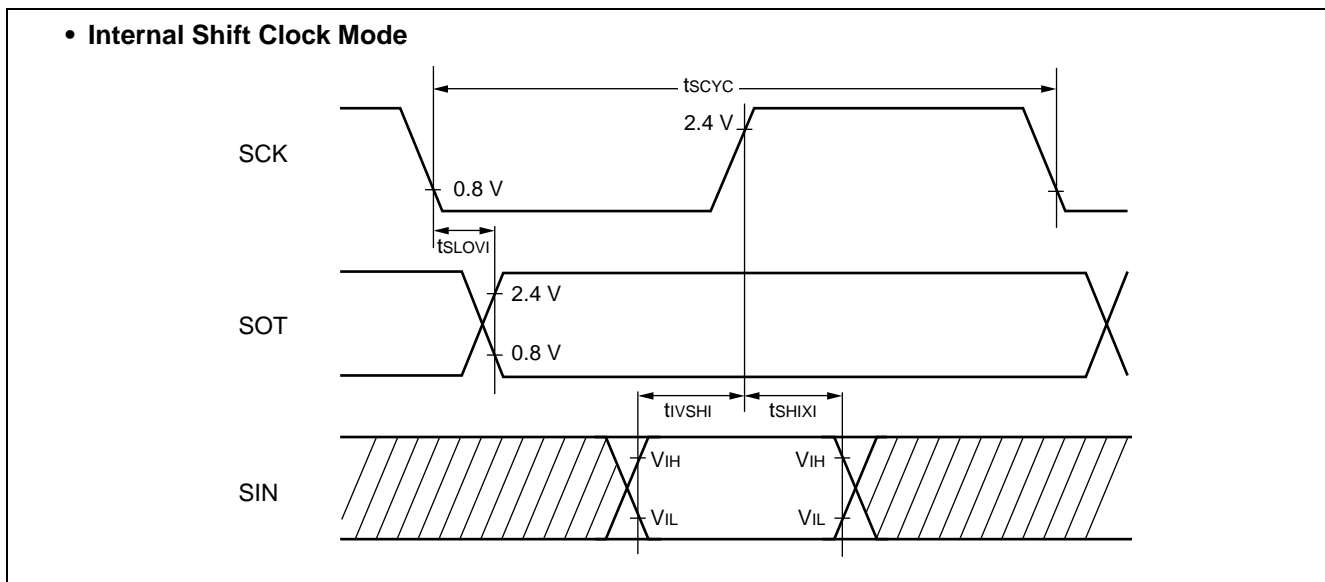 • Internal Shift Clock Mode
tSCYC
2.4 V
SCK
0.8 V
tSLOVI
2.4 V
SOT
0.8 V
tIVSHI tSHIXI
VIH VIH
SIN
VIL VIL